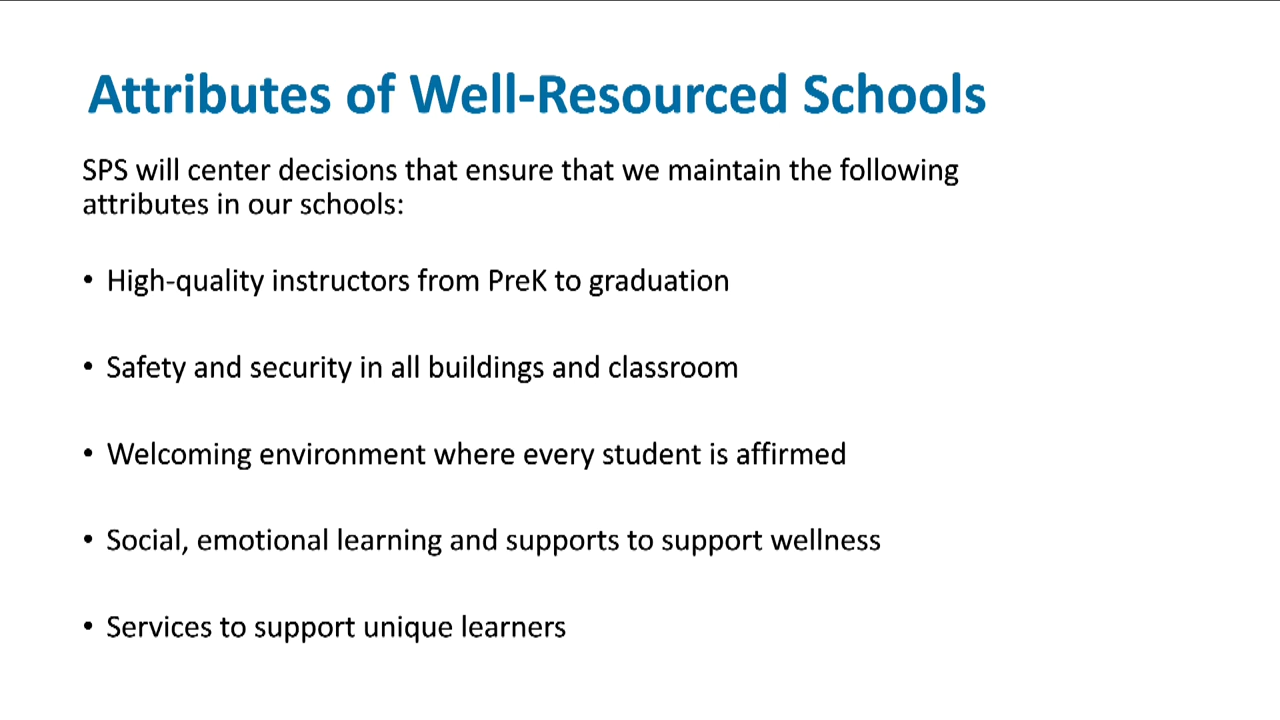 Attributes of Well-Resourced Schools
SPS will center decisions that ensure that we maintain the following
attributes in our schools:
• High-quality instructors from PreK to graduation
• Safety and security in all buildings and classroom
• Welcoming environment where every student is affirmed
• Social, emotional learning and supports to support wellness
• Services to support unique learners